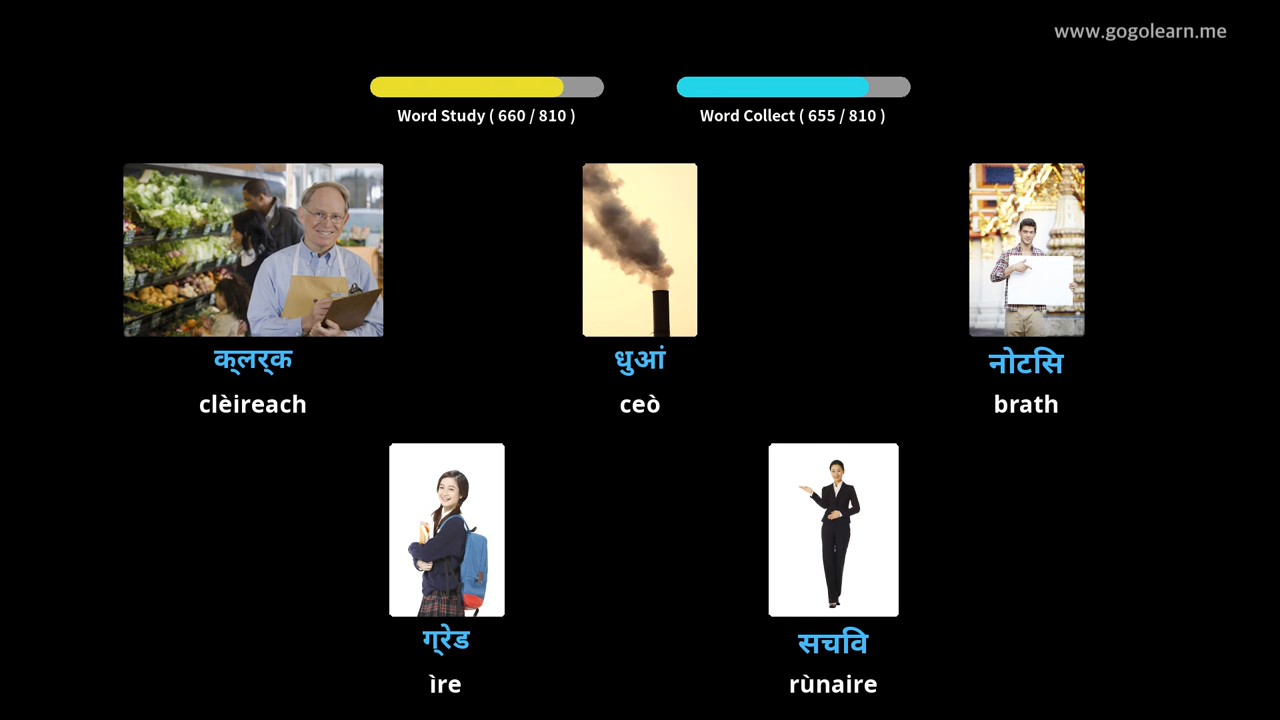 www.gogolearn.me
Word Study ( 660 / 810 )
Word Collect ( 655 / 810 )
क्लर्क
धुआं
नोटसि
clèireach
ceò
brath
ग्रेड
सचवि
ìre
rùnaire